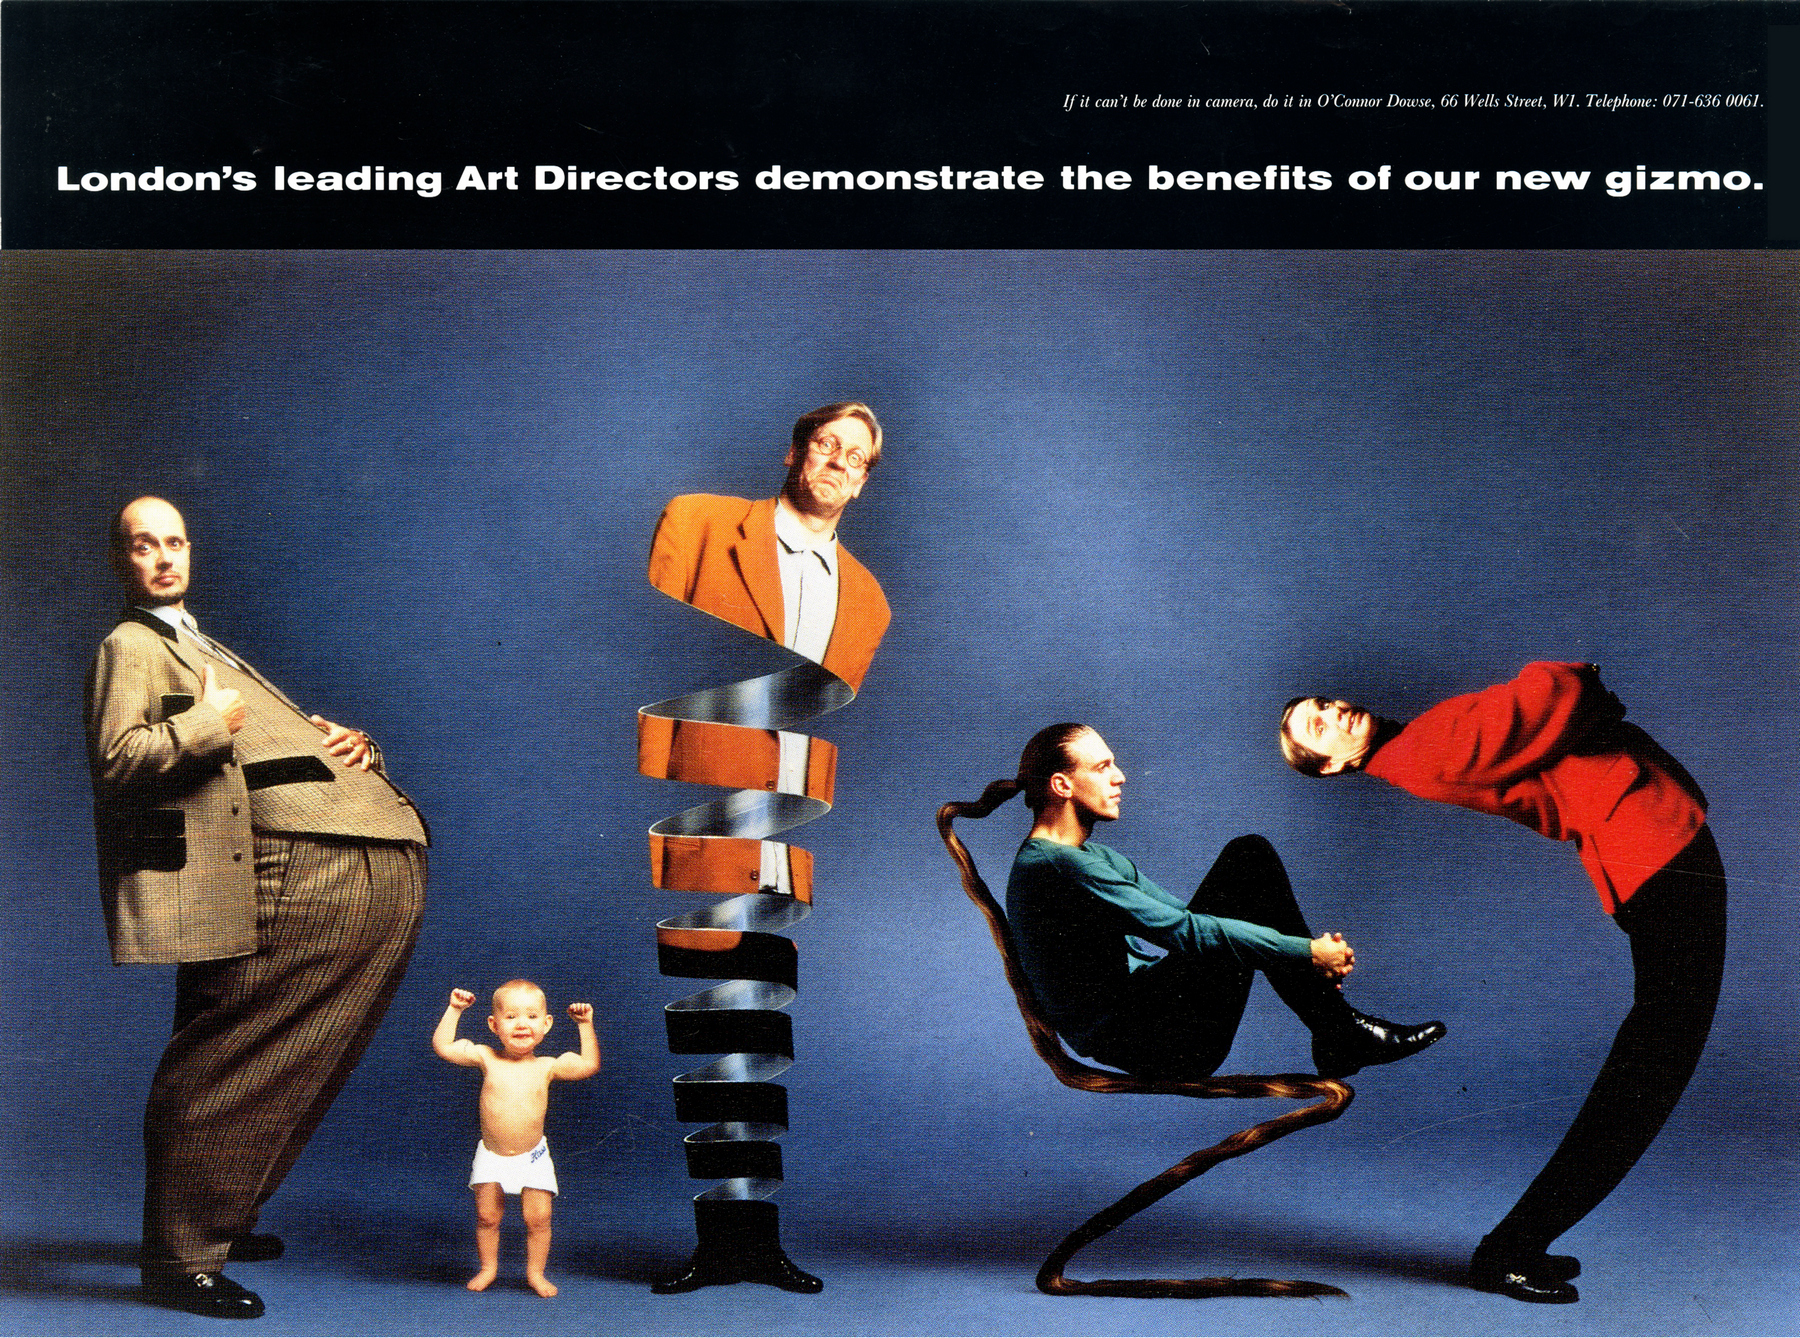 If it can't be done in camera, do it in O'Connor Dowse, 66 Wells Street, W1. Telephone: 071-636 0061.
London's leading Art Directors demonstrate the benefits of our new gizmo.